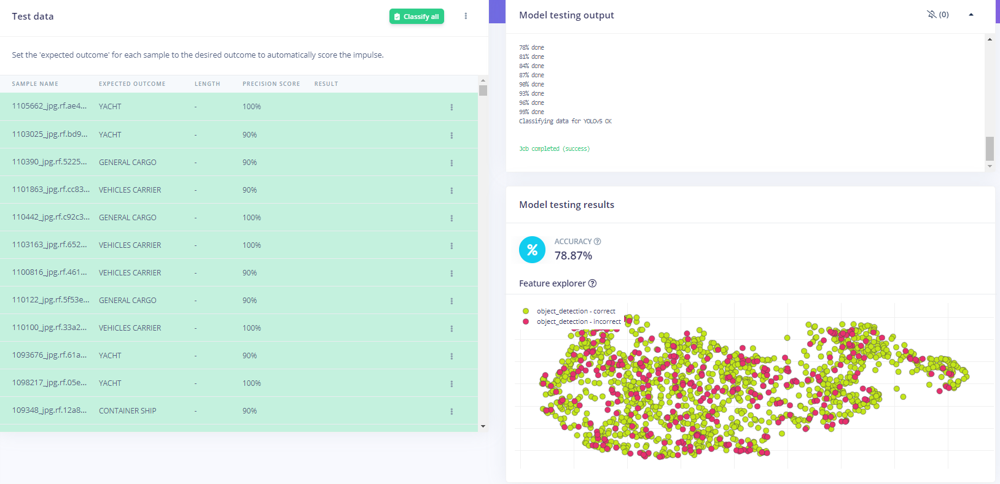 Test data
Classify all
Set the 'expected outcome' for each sample to the desired outcome to automatically score the impulse.
SAMPLE NAME EXPECTED OUTCOME LENGTH PRECISION SCORE RESULT
1105662_jpg.rf.ae4... YACHT - 100%
1103025_jpg.rf.bd9... YACHT - 90%
110390_jpg.rf.5225... GENERAL CARGO - 90%
1101863_jpg.rf.cc83... VEHICLES CARRIER - 90%
110442_jpg.rf.c92c3... GENERAL CARGO - 100%
1103163_jpg.rf.652... VEHICLES CARRIER - 100%
1100816_jpg.rf.461... VEHICLES CARRIER - 90%
110122_jpg.rf.5f53e... GENERAL CARGO - 90%
110100_jpg.rf.33a2... VEHICLES CARRIER - 100%
1093676_jpg.rf.61a... YACHT - 90%
1098217_jpg.rf.05e... YACHT - 100%
109348_jpg.rf.12a8... CONTAINER SHIP - 90%
Model testing output
(0)
78% done
81% done
84% done
87% done
90% done
93% done
96% done
99% done
Classifying data for YOLOv5 OK
Job completed (success)
Model testing results
%
ACCURACY
78.87%
Feature explorer
object_detection - correct
object_detection - incorrect